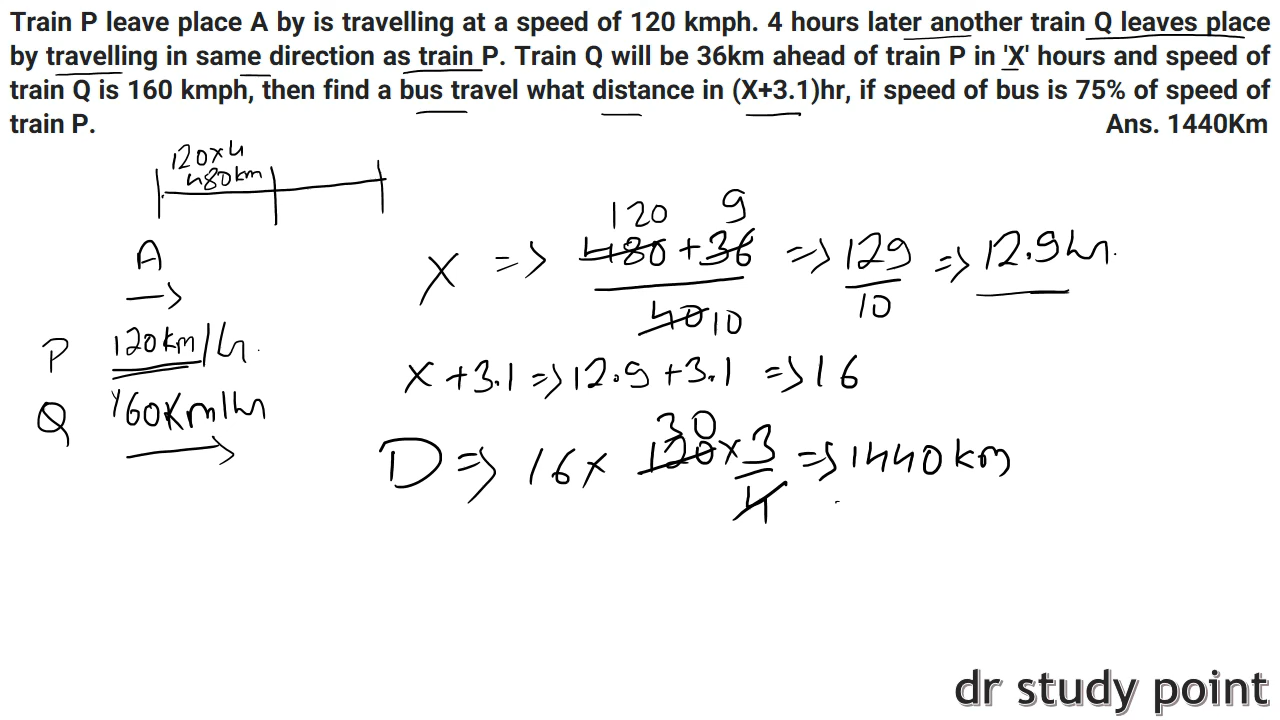 Train P leave place A by is travelling at a speed of 120 kmph. 4 hours later another train Q leaves place
by travelling in same direction as train P. Train Q will be 36km ahead of train P in 'X' hours and speed of
train Q is 160 kmph, then find a bus travel what distance in (X+3.1)hr, if speed of bus is 75% of speed of
train P. Ans. 1440Km
120×4
480km
A
P 120km/h.
Q 160Km/hr
120 9
X => 480+36 => 129 => 12.9hr.
40 10 10
X+3.1 => 12.9+3.1 => 16
30
D => 16× 120×3 => 1440km
4
dr study point